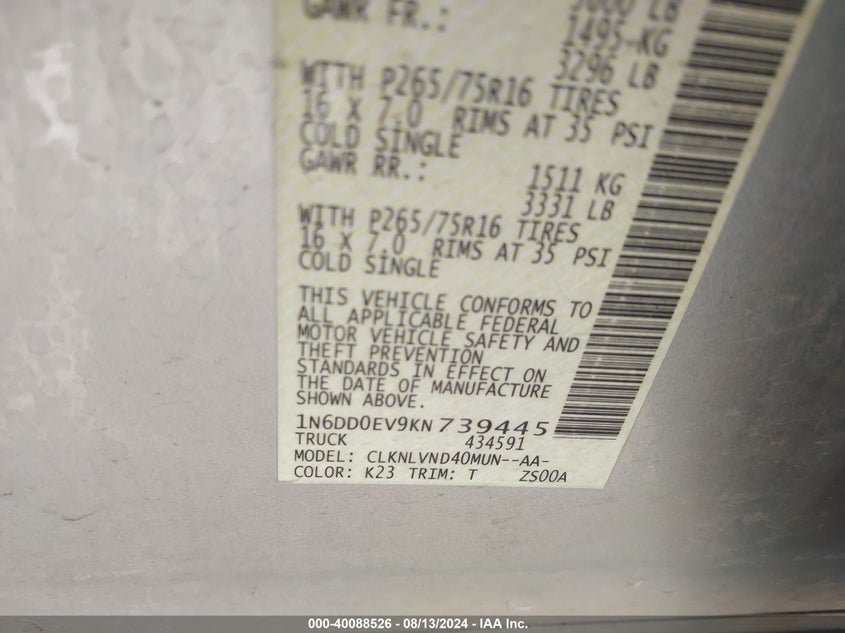 GAWR FR.:
1495-KG
3296 LB
WITH P265/75R16 TIRES
16 X 7.0 RIMS AT 35 PSI
COLD SINGLE
GAWR RR.:
1511 KG
3331 LB
WITH P265/75R16 TIRES
16 X 7.0 RIMS AT 35 PSI
COLD SINGLE
THIS VEHICLE CONFORMS TO
ALL APPLICABLE FEDERAL
MOTOR VEHICLE SAFETY AND
THEFT PREVENTION
STANDARDS IN EFFECT ON
THE DATE OF MANUFACTURE
SHOWN ABOVE.
1N6DD0EV9KN 739445
TRUCK 434591
MODEL: CLKNLVND40MUN--AA-
COLOR: K23 TRIM: T ZS00A
000-40088526 - 08/13/2024 - IAA Inc.